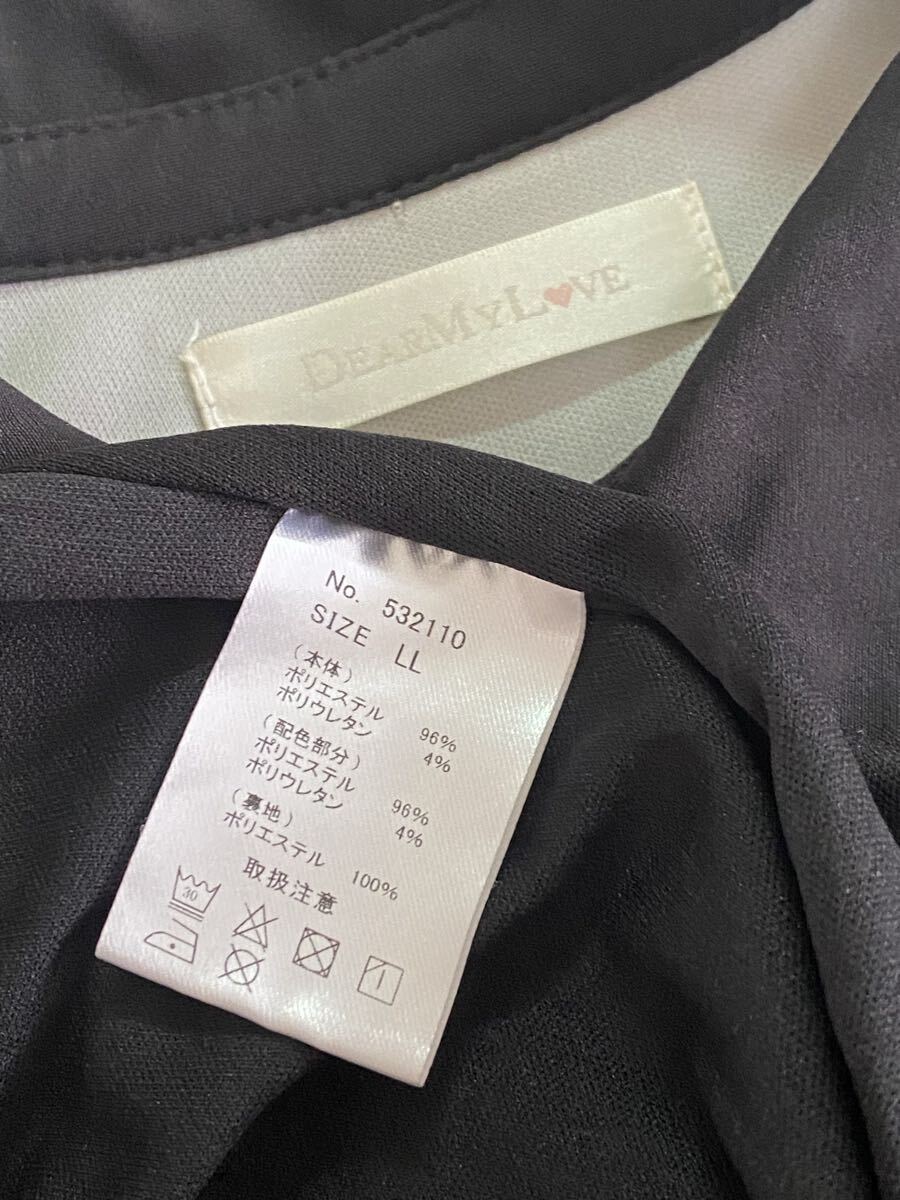 DEARMYLOVE
No. 532110
SIZE LL
(本体)
ポリエステル 96%
ポリウレタン 4%
(配色部分)
ポリエステル 96%
ポリウレタン 4%
(裏地)
ポリエステル 100%
取扱注意
30